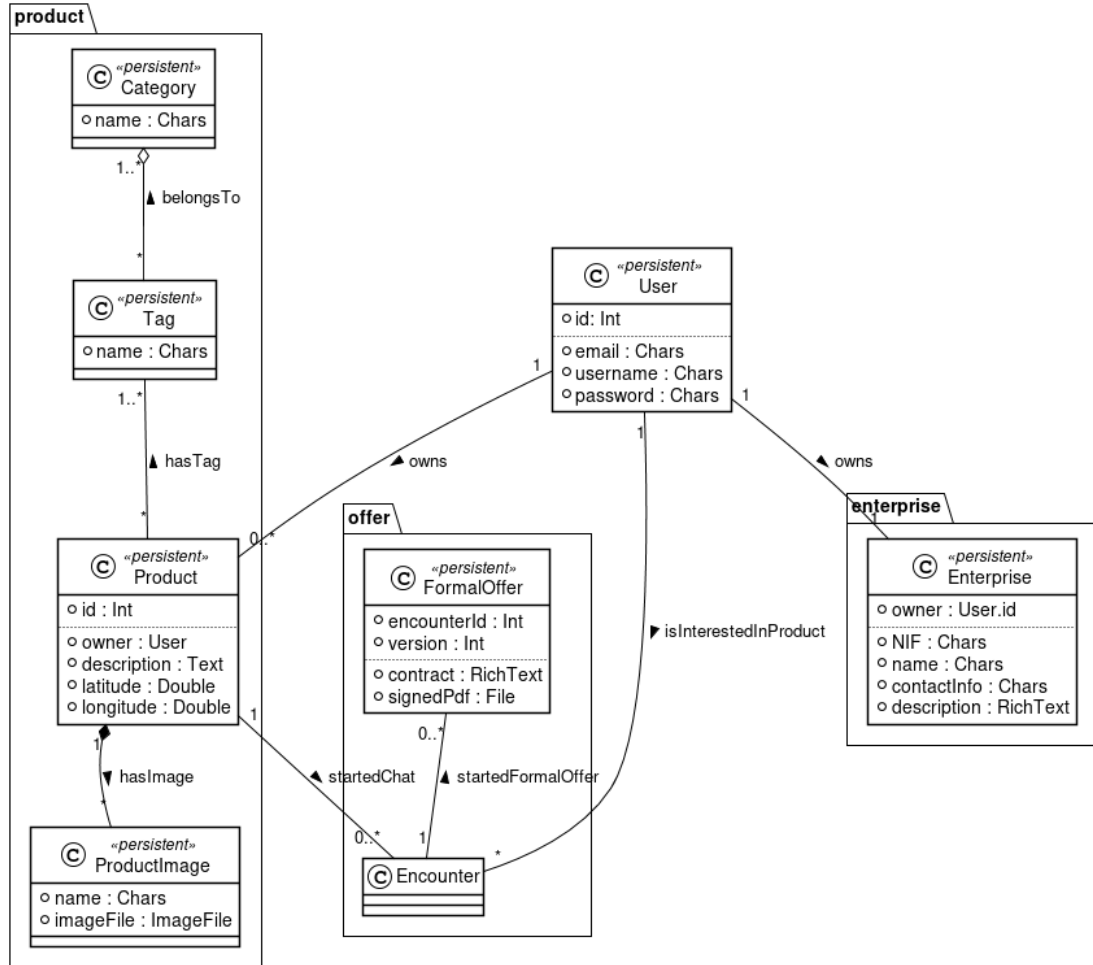 product
C
«persistent»
Category
name : Chars
1..*
belongsTo
*
C
«persistent»
Tag
name : Chars
1..*
hasTag
*
C
«persistent»
Product
id : Int
owner : User
description : Text
latitude : Double
longitude : Double
1
hasImage
*
C
«persistent»
ProductImage
name : Chars
imageFile : ImageFile
C
«persistent»
User
id: Int
email : Chars
username : Chars
password : Chars
1
owns
0..*
1
isInterestedInProduct
*
1
owns
1
offer
C
«persistent»
FormalOffer
encounterId : Int
version : Int
contract : RichText
signedPdf : File
0..*
startedFormalOffer
1
1
startedChat
0..*
C
Encounter
enterprise
C
«persistent»
Enterprise
owner : User.id
NIF : Chars
name : Chars
contactInfo : Chars
description : RichText